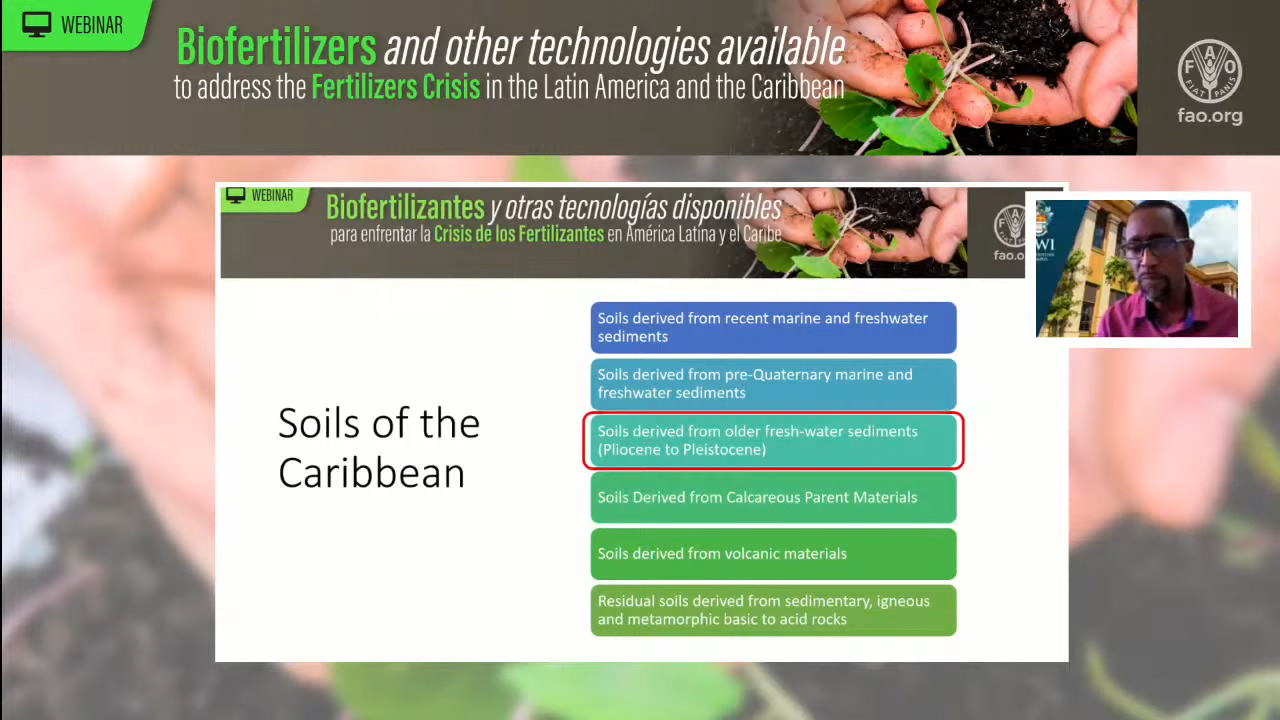 WEBINAR
Biofertilizers and other technologies available
to address the Fertilizers Crisis in the Latin America and the Caribbean
F A O
FIAT PANIS
fao.org
WEBINAR
Biofertilizantes y otras tecnologías disponibles
para enfrentar la Crisis de los Fertilizantes en América Latina y el Caribe
fao.o
WI
Soils of the
Caribbean
Soils derived from recent marine and freshwater
sediments
Soils derived from pre-Quaternary marine and
freshwater sediments
Soils derived from older fresh-water sediments
(Pliocene to Pleistocene)
Soils Derived from Calcareous Parent Materials
Soils derived from volcanic materials
Residual soils derived from sedimentary, igneous
and metamorphic basic to acid rocks